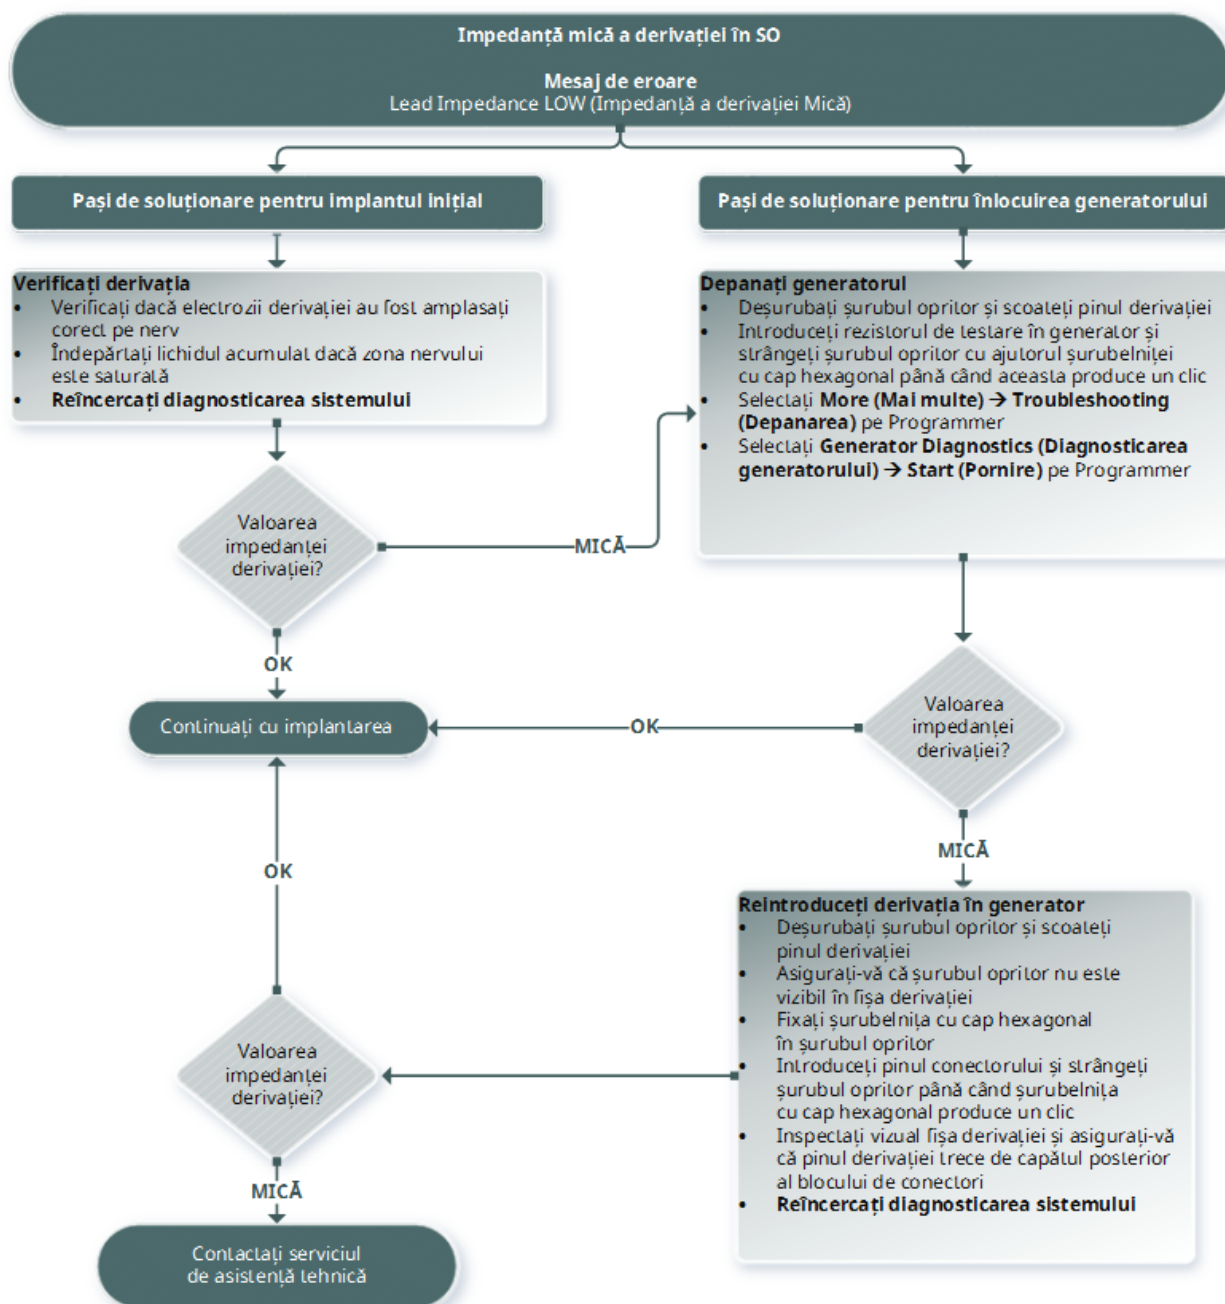 Impedanță mică a derivației în SO
Mesaj de eroare
Lead Impedance LOW (Impedanță a derivației Mică)
Pași de soluționare pentru implantul inițial
Pași de soluționare pentru înlocuirea generatorului
Verificați derivația
• Verificați dacă electrozii derivației au fost amplasați
corect pe nerv
• Îndepărtați lichidul acumulat dacă zona nervului
este saturată
• Reîncercați diagnosticarea sistemului
Depanați generatorul
• Deșurubați șurubul opritor și scoateți pinul derivației
• Introduceți rezistorul de testare în generator și
strângeți șurubul opritor cu ajutorul șurubelniței
cu cap hexagonal până când aceasta produce un clic
• Selectați More (Mai multe) → Troubleshooting
(Depanarea) pe Programmer
• Selectați Generator Diagnostics (Diagnosticarea
generatorului) → Start (Pornire) pe Programmer
Valoarea
impedanței
derivației?
MICĂ
OK
Continuați cu implantarea
OK
Valoarea
impedanței
derivației?
MICĂ
OK
Reintroduceți derivația în generator
• Deșurubați șurubul opritor și scoateți
pinul derivației
• Asigurați-vă că șurubul opritor nu este
vizibil în fișa derivației
• Fixați șurubelnița cu cap hexagonal
în șurubul opritor
• Introduceți pinul conectorului și strângeți
șurubul opritor până când șurubelnița
cu cap hexagonal produce un clic
• Inspectați vizual fișa derivației și asigurați-vă
că pinul derivației trece de capătul posterior
al blocului de conectori
• Reîncercați diagnosticarea sistemului
Valoarea
impedanței
derivației?
MICĂ
Contactați serviciul
de asistență tehnică